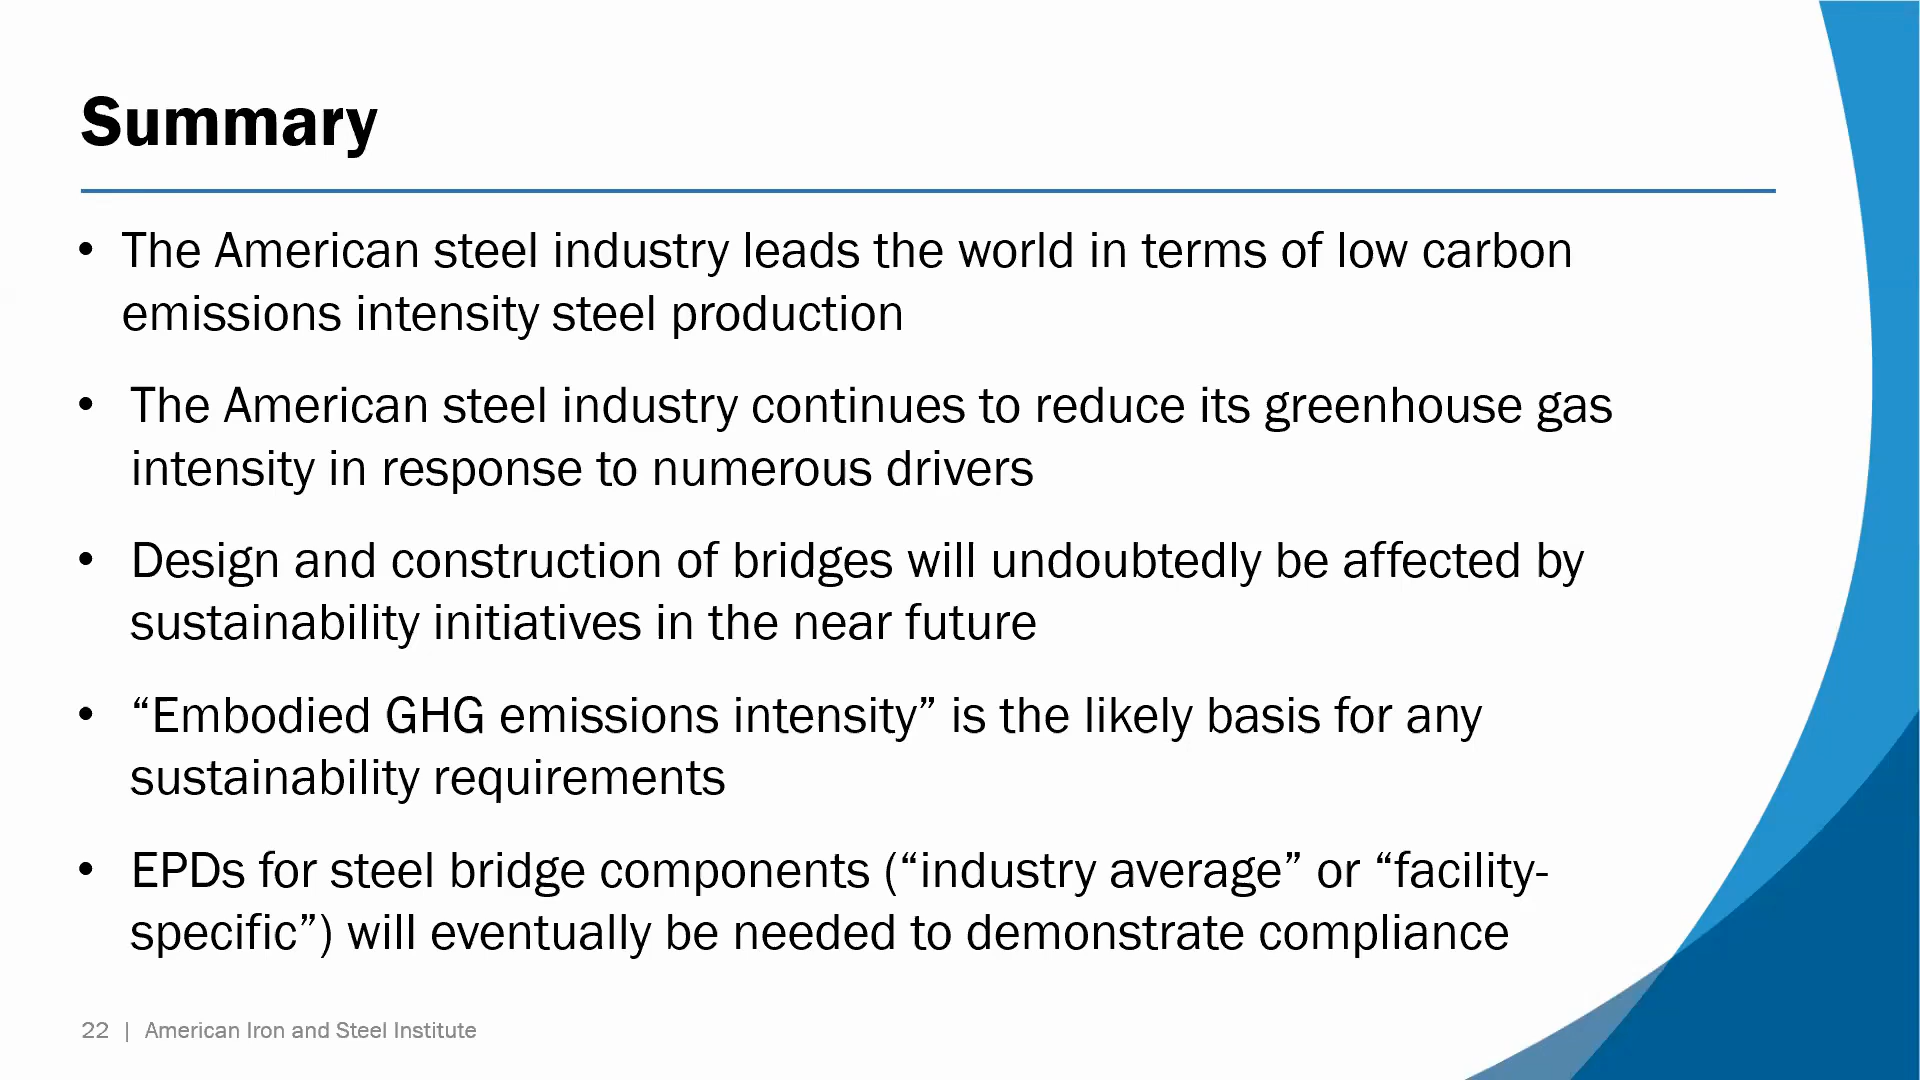 Summary
• The American steel industry leads the world in terms of low carbon
emissions intensity steel production
• The American steel industry continues to reduce its greenhouse gas
intensity in response to numerous drivers
• Design and construction of bridges will undoubtedly be affected by
sustainability initiatives in the near future
• “Embodied GHG emissions intensity” is the likely basis for any
sustainability requirements
• EPDs for steel bridge components (“industry average” or “facility-
specific”) will eventually be needed to demonstrate compliance
22 | American Iron and Steel Institute